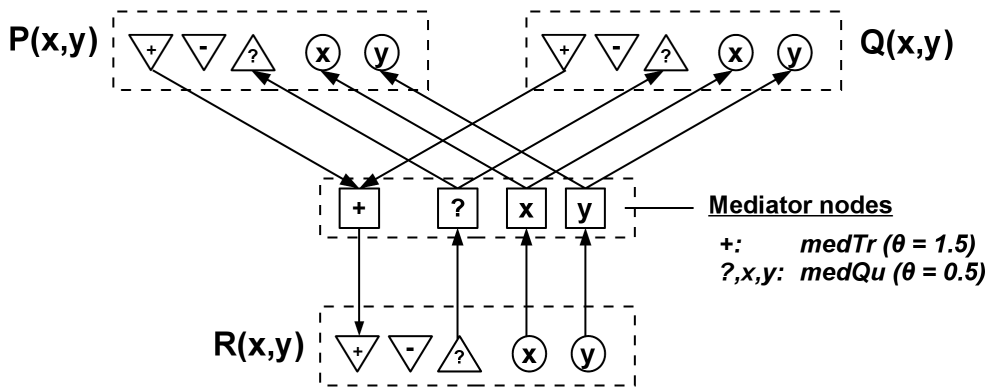 P(x,y) + - ? x y + - ? x y Q(x,y)
+ ? x y
Mediator nodes
+: medTr (θ = 1.5)
?,x,y: medQu (θ = 0.5)
R(x,y) + - ? x y